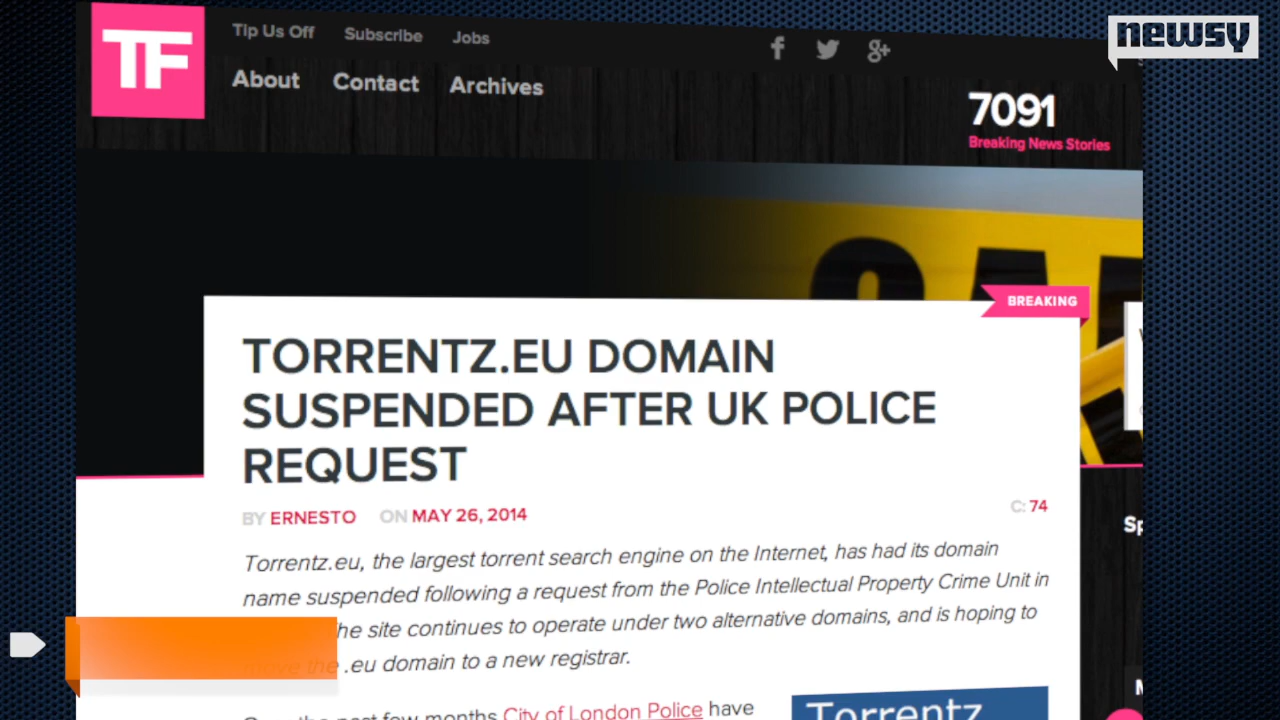 newsy
TF
Tip Us Off Subscribe Jobs
About Contact Archives
7091
Breaking News Stories
BREAKING
TORRENTZ.EU DOMAIN
SUSPENDED AFTER UK POLICE
REQUEST
BY ERNESTO ON MAY 26, 2014
C: 74
Torrentz.eu, the largest torrent search engine on the Internet, has had its domain
name suspended following a request from the Police Intellectual Property Crime Unit in
he site continues to operate under two alternative domains, and is hoping to
move the .eu domain to a new registrar.
the past few months City of London Police have
Torrentz
Sp